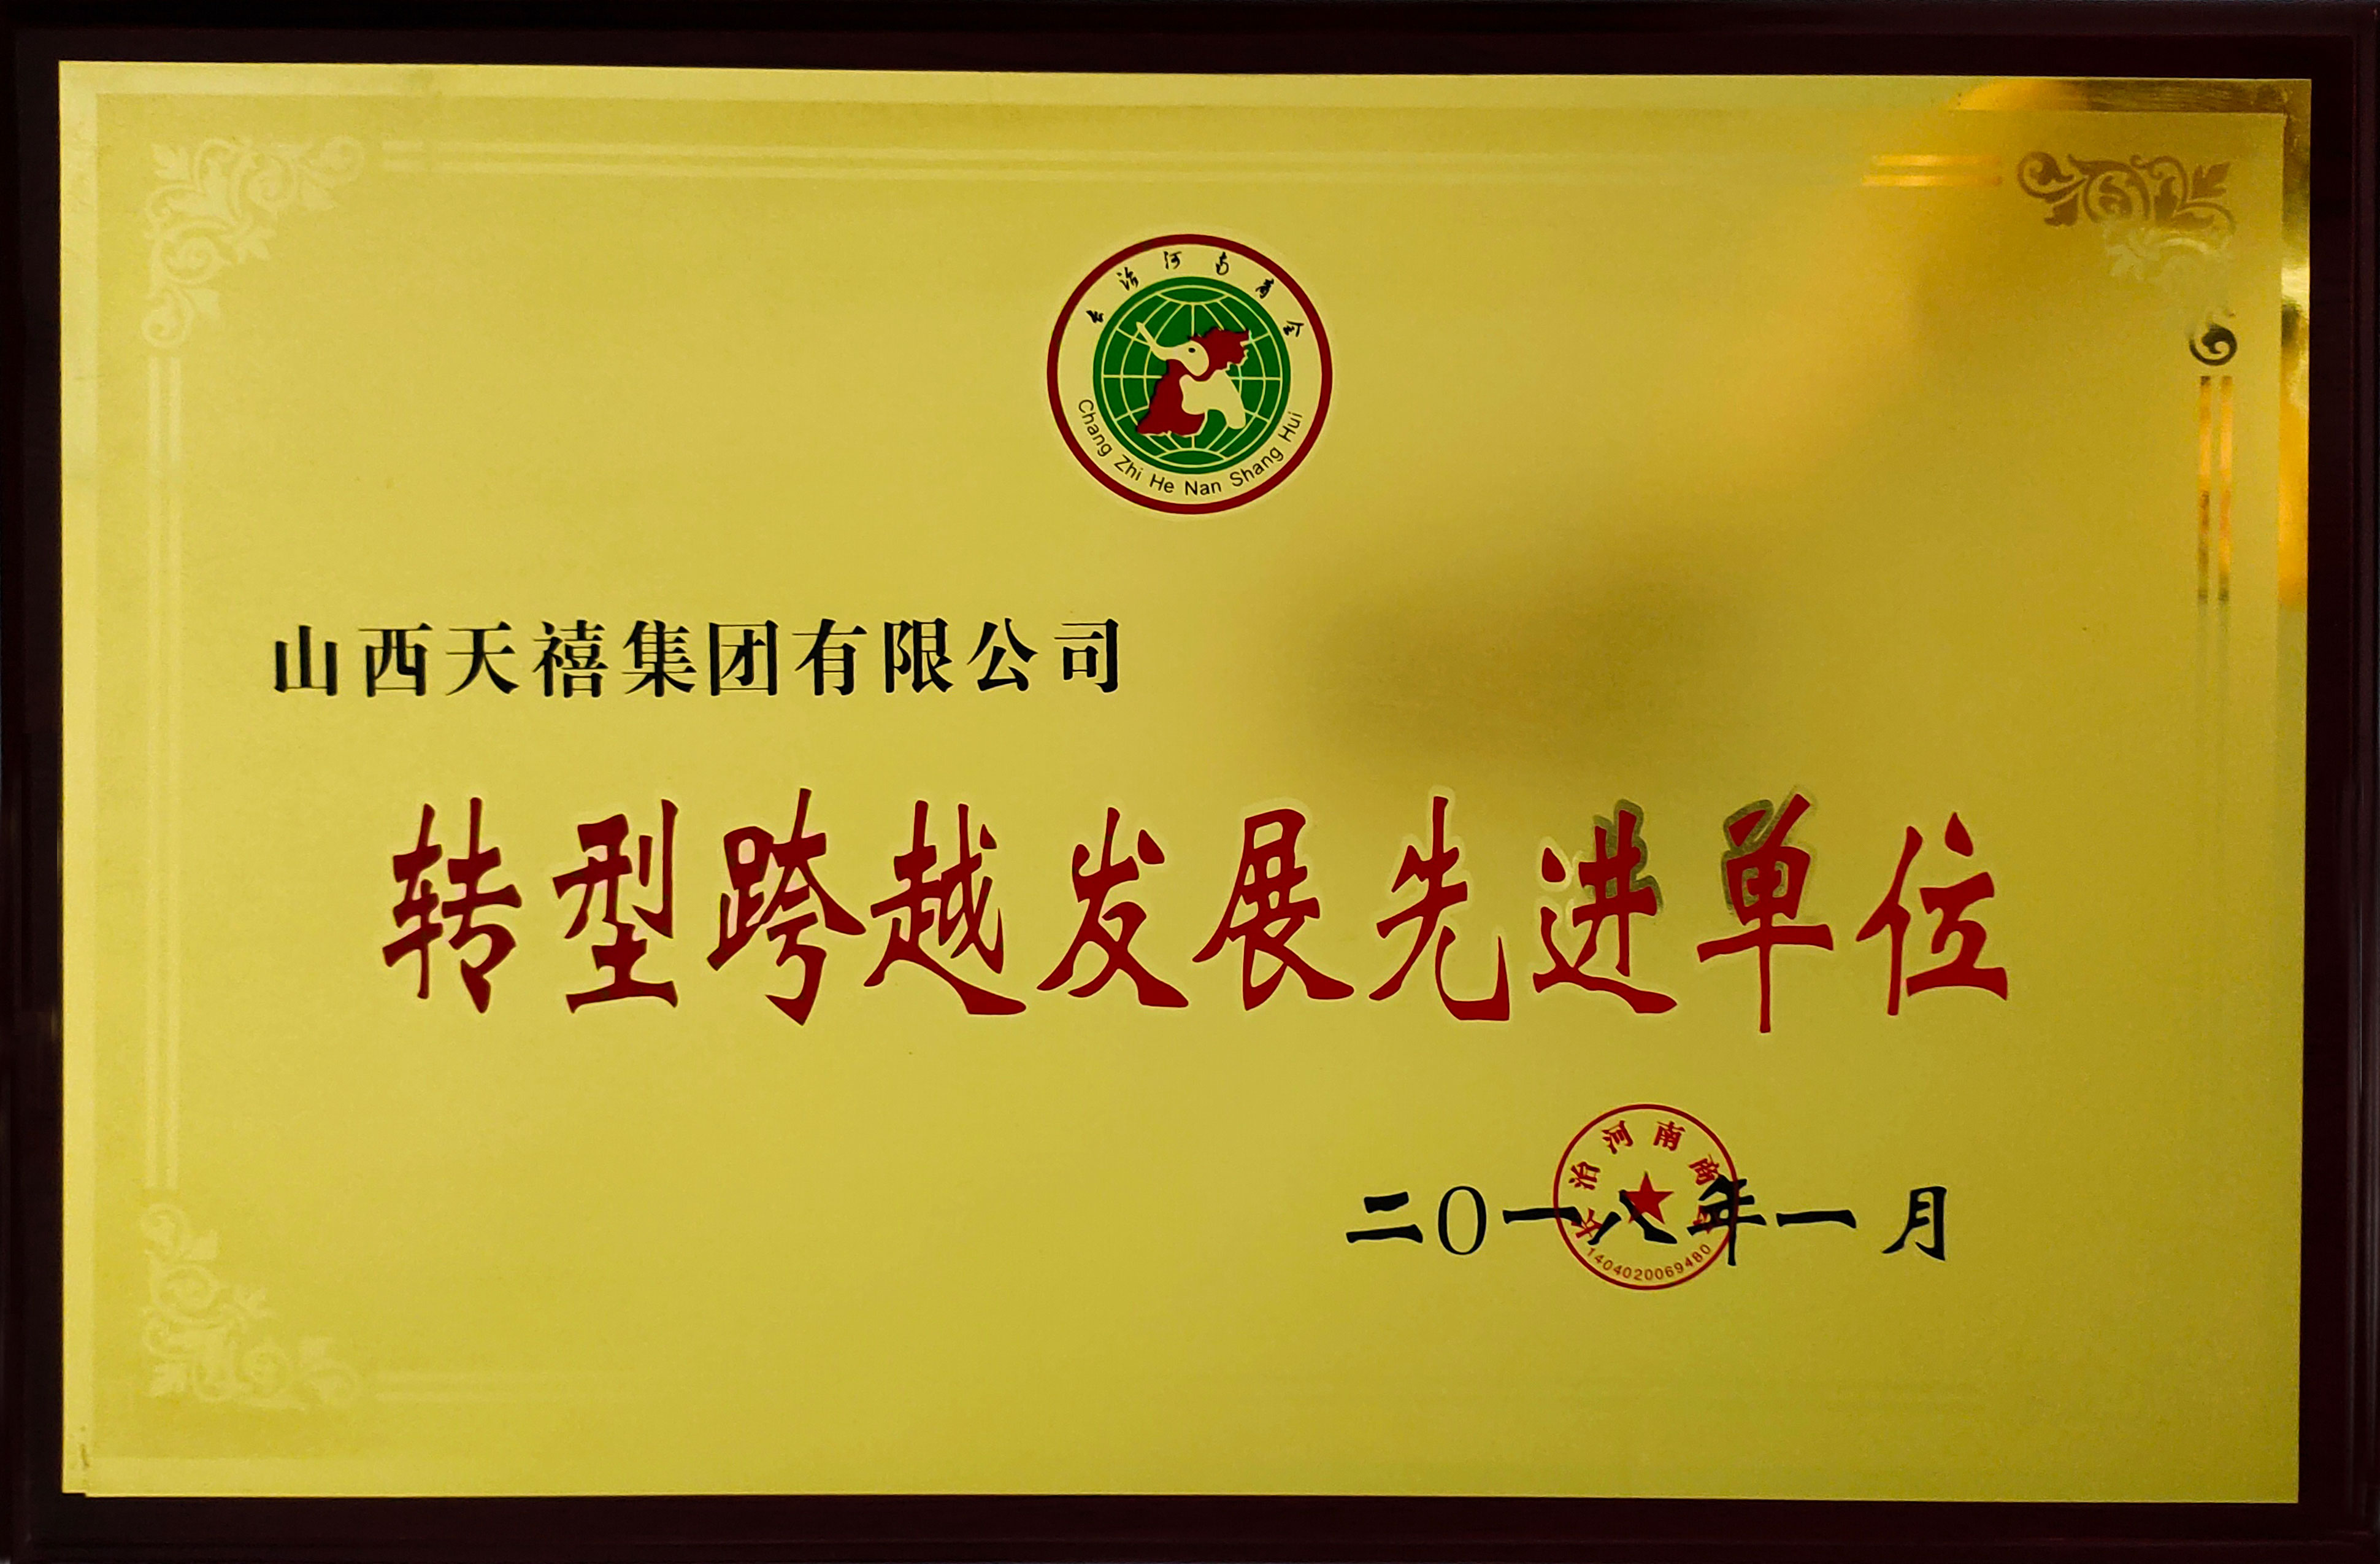 长治河南商会
Chang Zhi He Nan Shang Hui
山西天禧集团有限公司
转型跨越发展先进单位
长治河南商会
二〇一八年一月
1404020069480